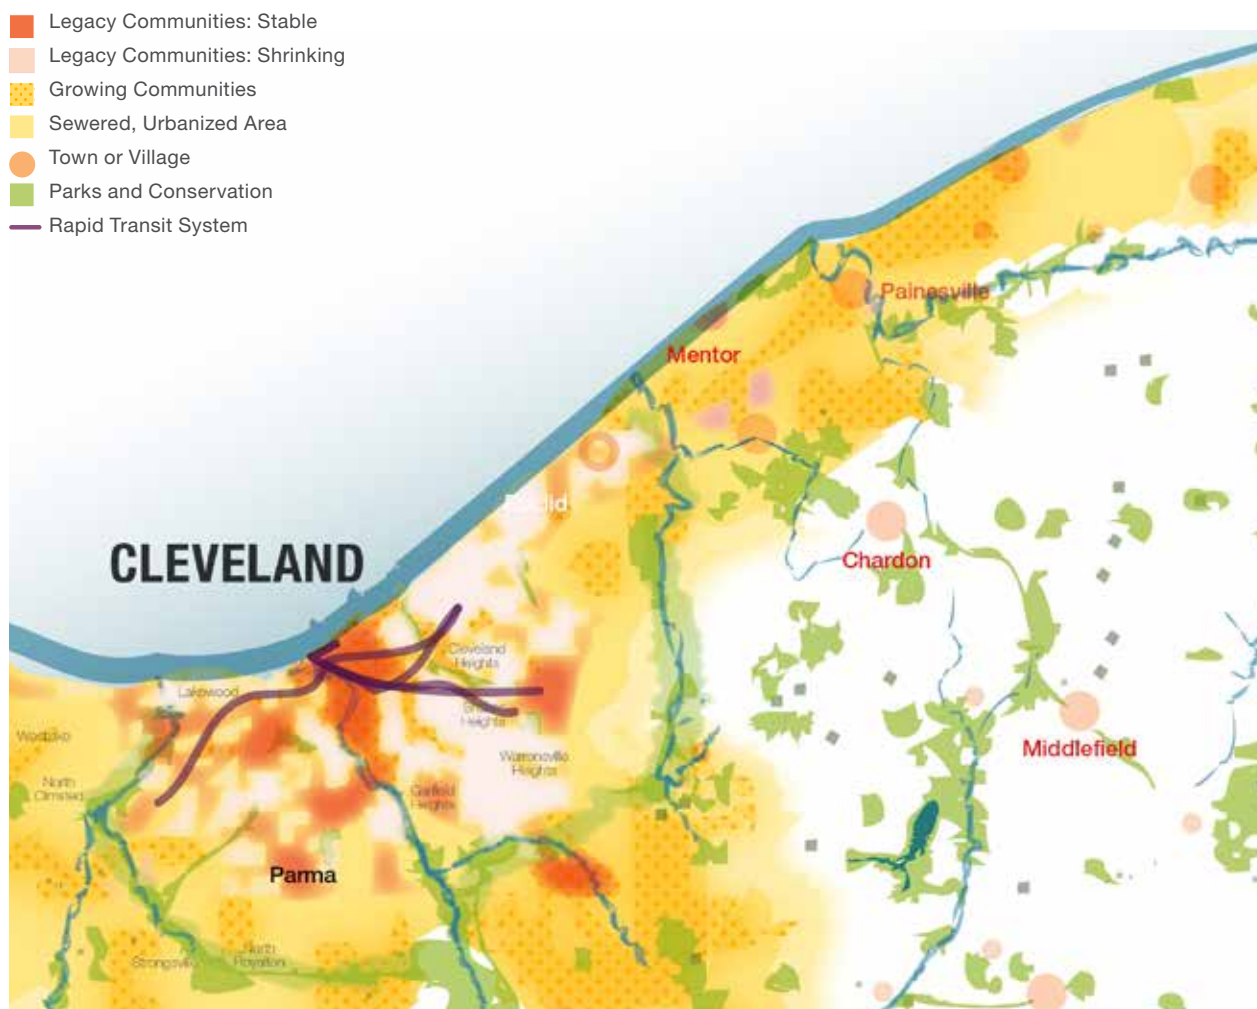 Legacy Communities: Stable
Legacy Communities: Shrinking
Growing Communities
Sewered, Urbanized Area
Town or Village
Parks and Conservation
Rapid Transit System
Painesville
Mentor
CLEVELAND
Chardon
Cleveland
Heights
Lakewood
Heights
Westlake
Middlefield
Warrensville
Heights
North
Olmsted
Garfield
Heights
Parma
North
Royalton
Strongsville